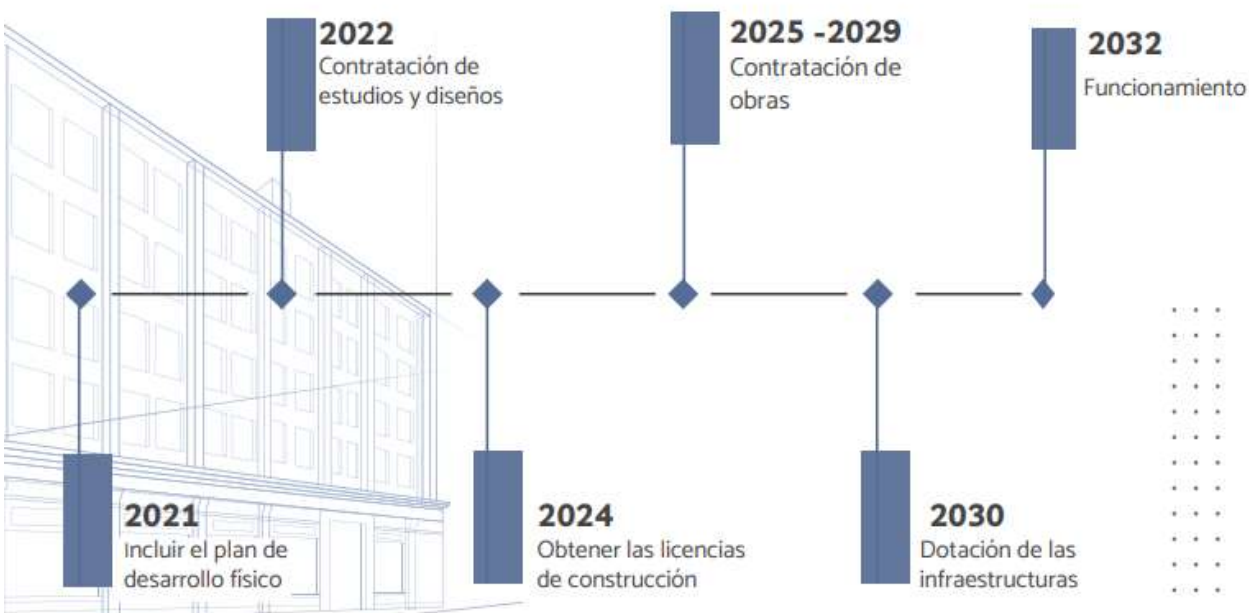 2022
Contratación de
estudios y diseños
2025 -2029
Contratación de
obras
2032
Funcionamiento
2021
Incluir el plan de
desarrollo físico
2024
Obtener las licencias
de construcción
2030
Dotación de las
infraestructuras